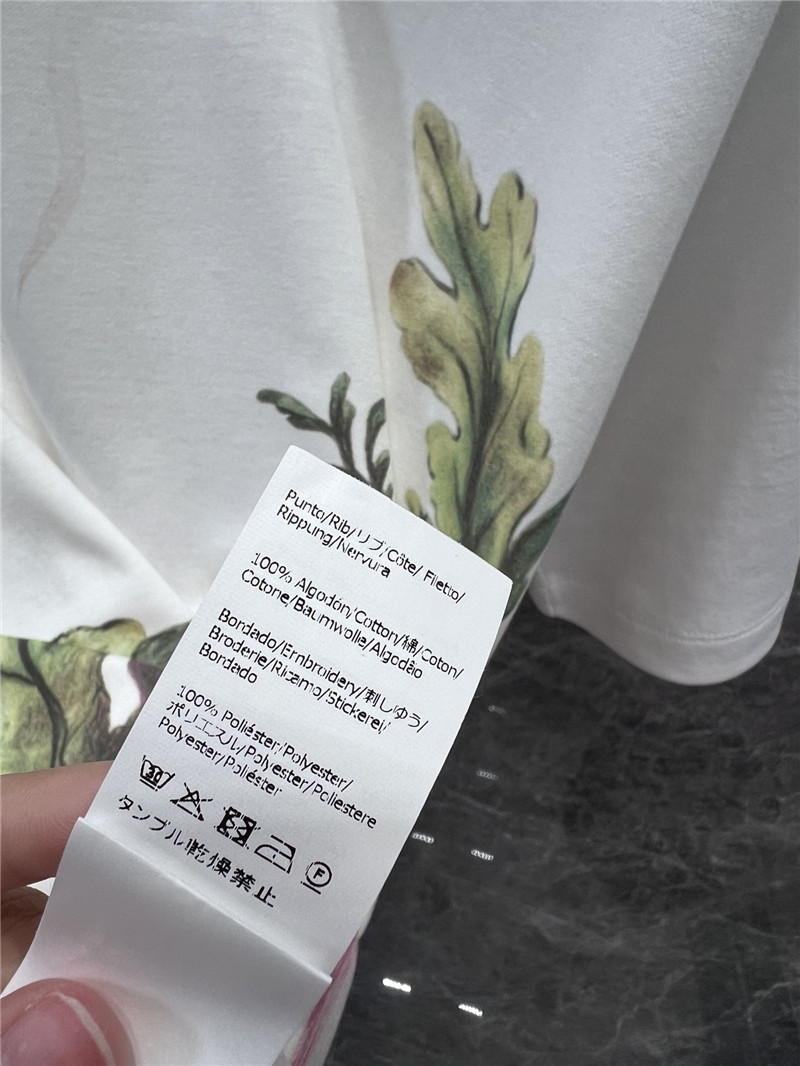 Punto/Rib/リブ/Côte/ Filetto/
Rippung/Nervura
100% Algodón/Cotton/綿/Coton/
Cotone/Baumwolle/Algodão
Bordado/Embroidery/刺しゅう/
Broderie/Ricamo/Stickerei/
Bordado
100% Poliéster/Polyester/
ポリエステル/Polyester/Poliestere
Polyester/Poliéster
30 F
タンブル乾燥禁止